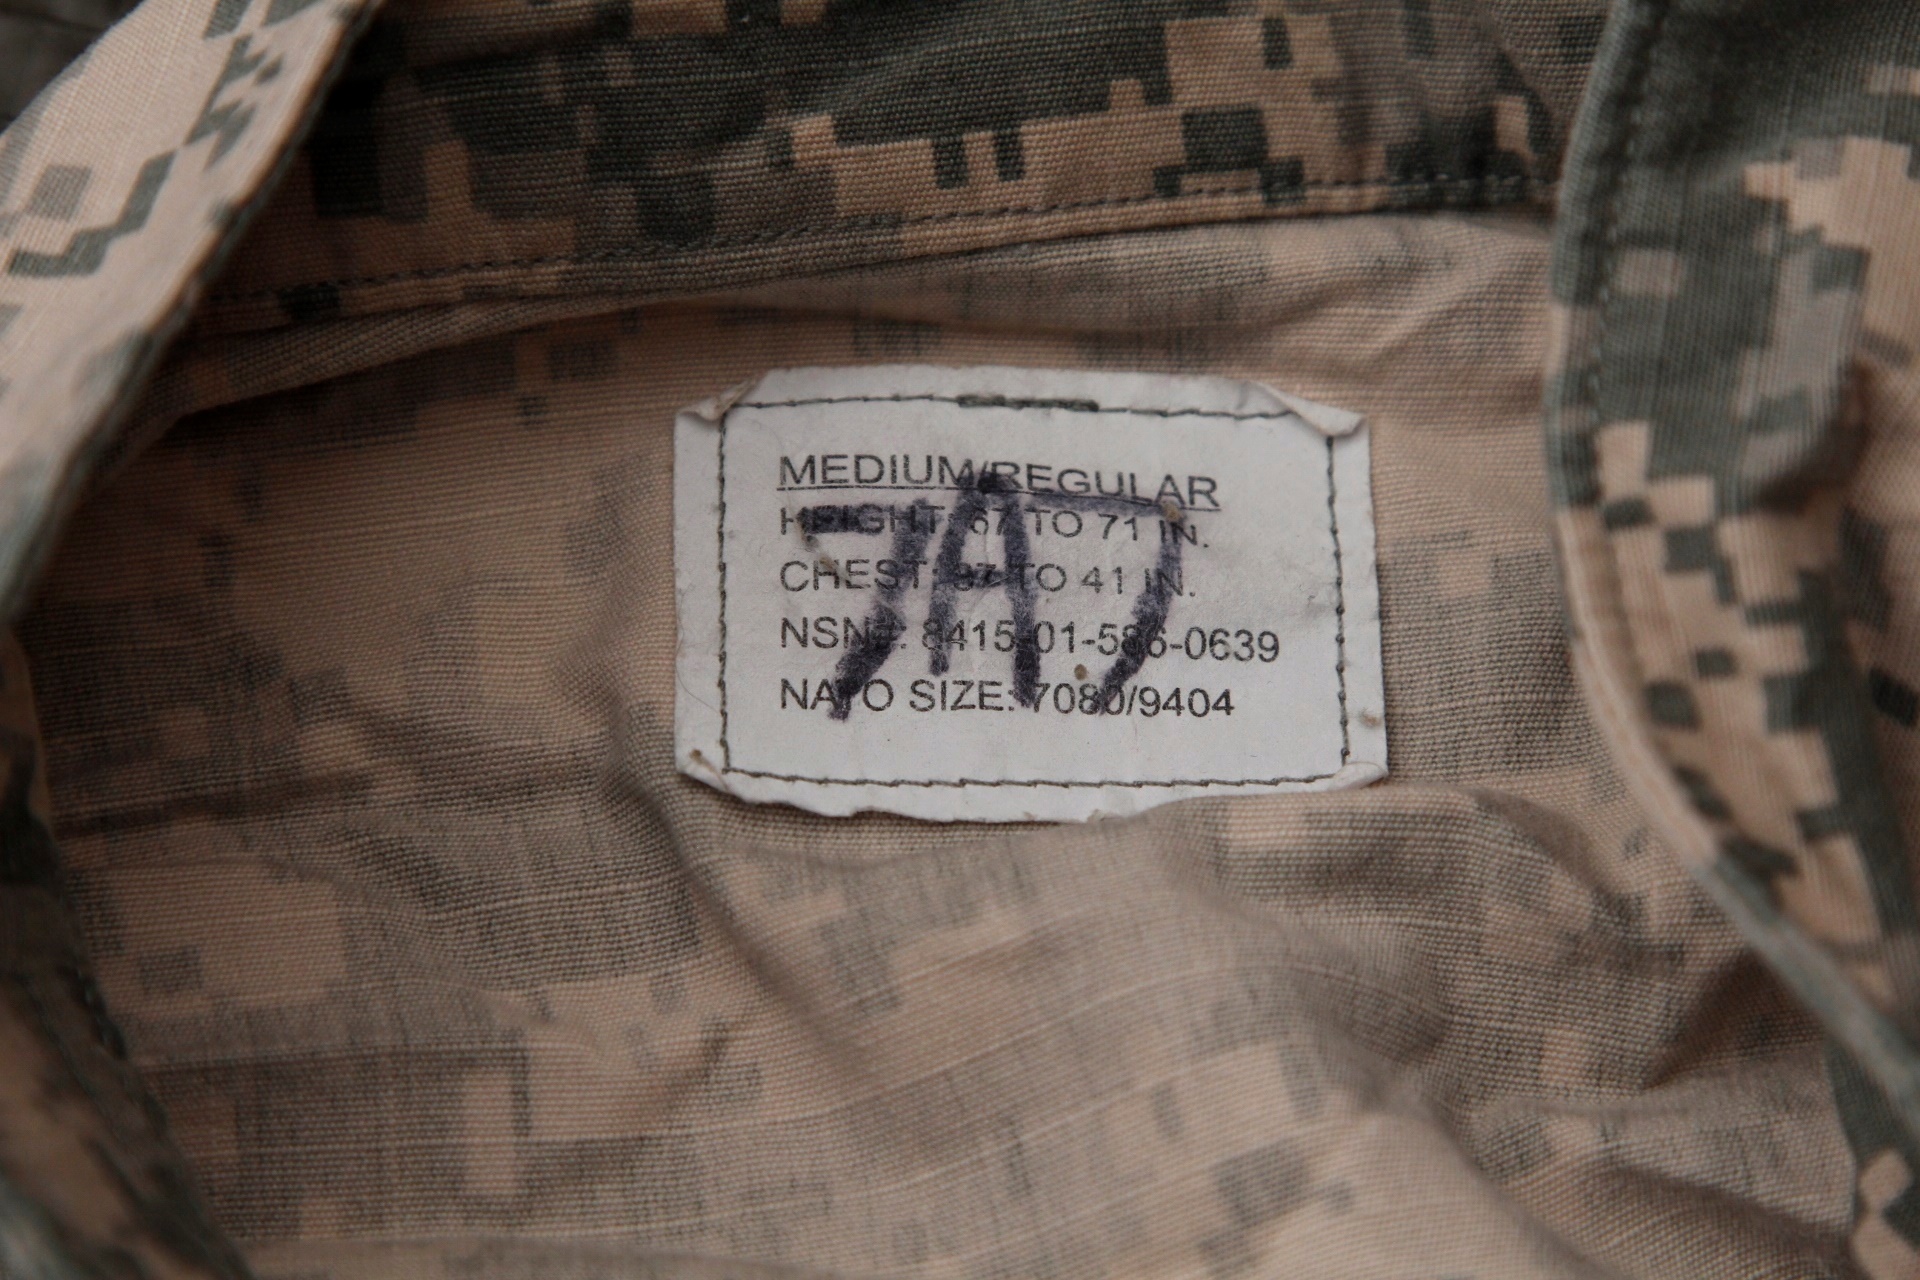 MEDIUM/REGULAR
HEIGHT: 67 TO 71 IN.
CHEST: 37 TO 41 IN.
NSN#: 8415-01-586-0639
NATO SIZE: 7080/9404
7A7